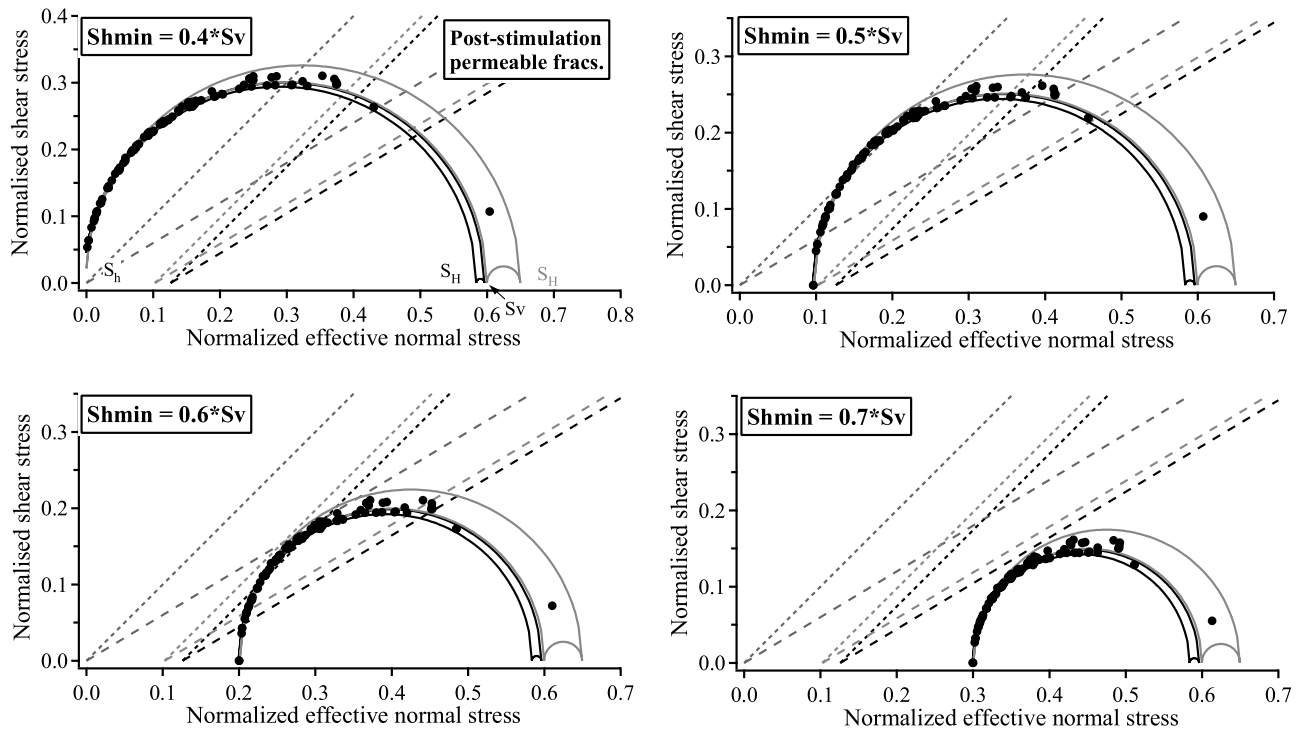 Shmin = 0.4*Sv
Post-stimulation
permeable fracs.
Normalised shear stress
0.4
0.3
0.2
0.1
0.0
Sh
SH
SH
Sv
0.0 0.1 0.2 0.3 0.4 0.5 0.6 0.7 0.8
Normalized effective normal stress
Shmin = 0.5*Sv
Normalised shear stress
0.3
0.2
0.1
0.0
0.0 0.1 0.2 0.3 0.4 0.5 0.6 0.7
Normalized effective normal stress
Shmin = 0.6*Sv
Normalised shear stress
0.3
0.2
0.1
0.0
0.0 0.1 0.2 0.3 0.4 0.5 0.6 0.7
Normalized effective normal stress
Shmin = 0.7*Sv
Normalised shear stress
0.3
0.2
0.1
0.0
0.0 0.1 0.2 0.3 0.4 0.5 0.6 0.7
Normalized effective normal stress